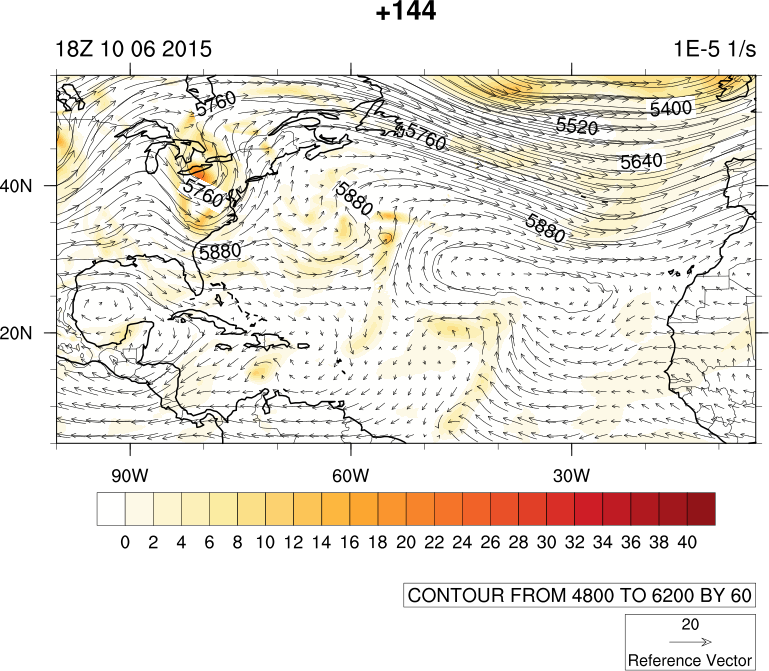 +144
18Z 10 06 2015 1E-5 1/s
5760
5400
5520
5760
5640
40N
5760
5880
5880
5880
20N
90W 60W 30W
0 2 4 6 8 10 12 14 16 18 20 22 24 26 28 30 32 34 36 38 40
CONTOUR FROM 4800 TO 6200 BY 60
20
Reference Vector